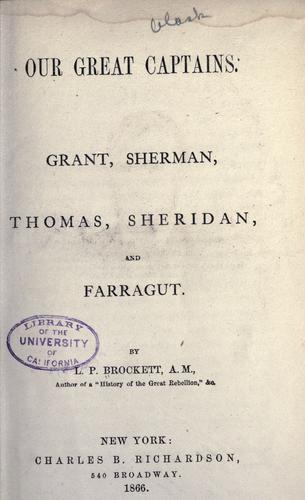 OUR GREAT CAPTAINS.
GRANT, SHERMAN,
THOMAS, SHERIDAN,
AND
FARRAGUT.
LIBRARY
OF THE
UNIVERSITY
OF
CALIFORNIA
BY
L. P. BROCKETT, A. M.,
Author of a "History of the Great Rebellion," &c.
NEW YORK:
CHARLES B. RICHARDSON,
540 BROADWAY.
1866.